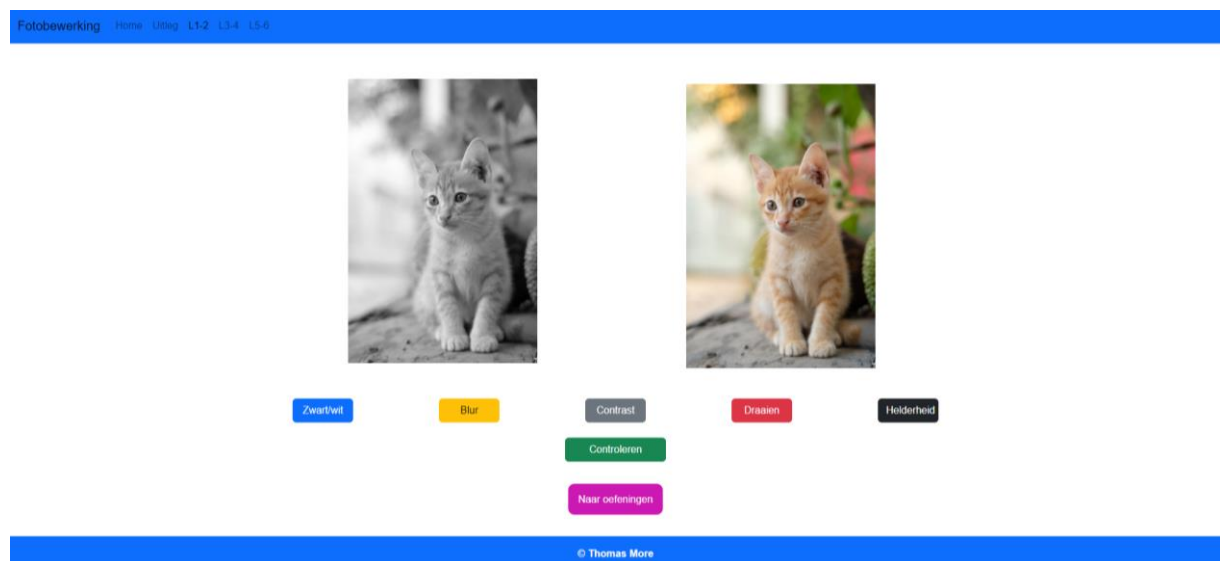 Fotobewerking Home Uitleg L1-2 L3-4 L5-6
Zwart/wit Blur Contrast Draaien Helderheid
Controleren
Naar oefeningen
© Thomas More